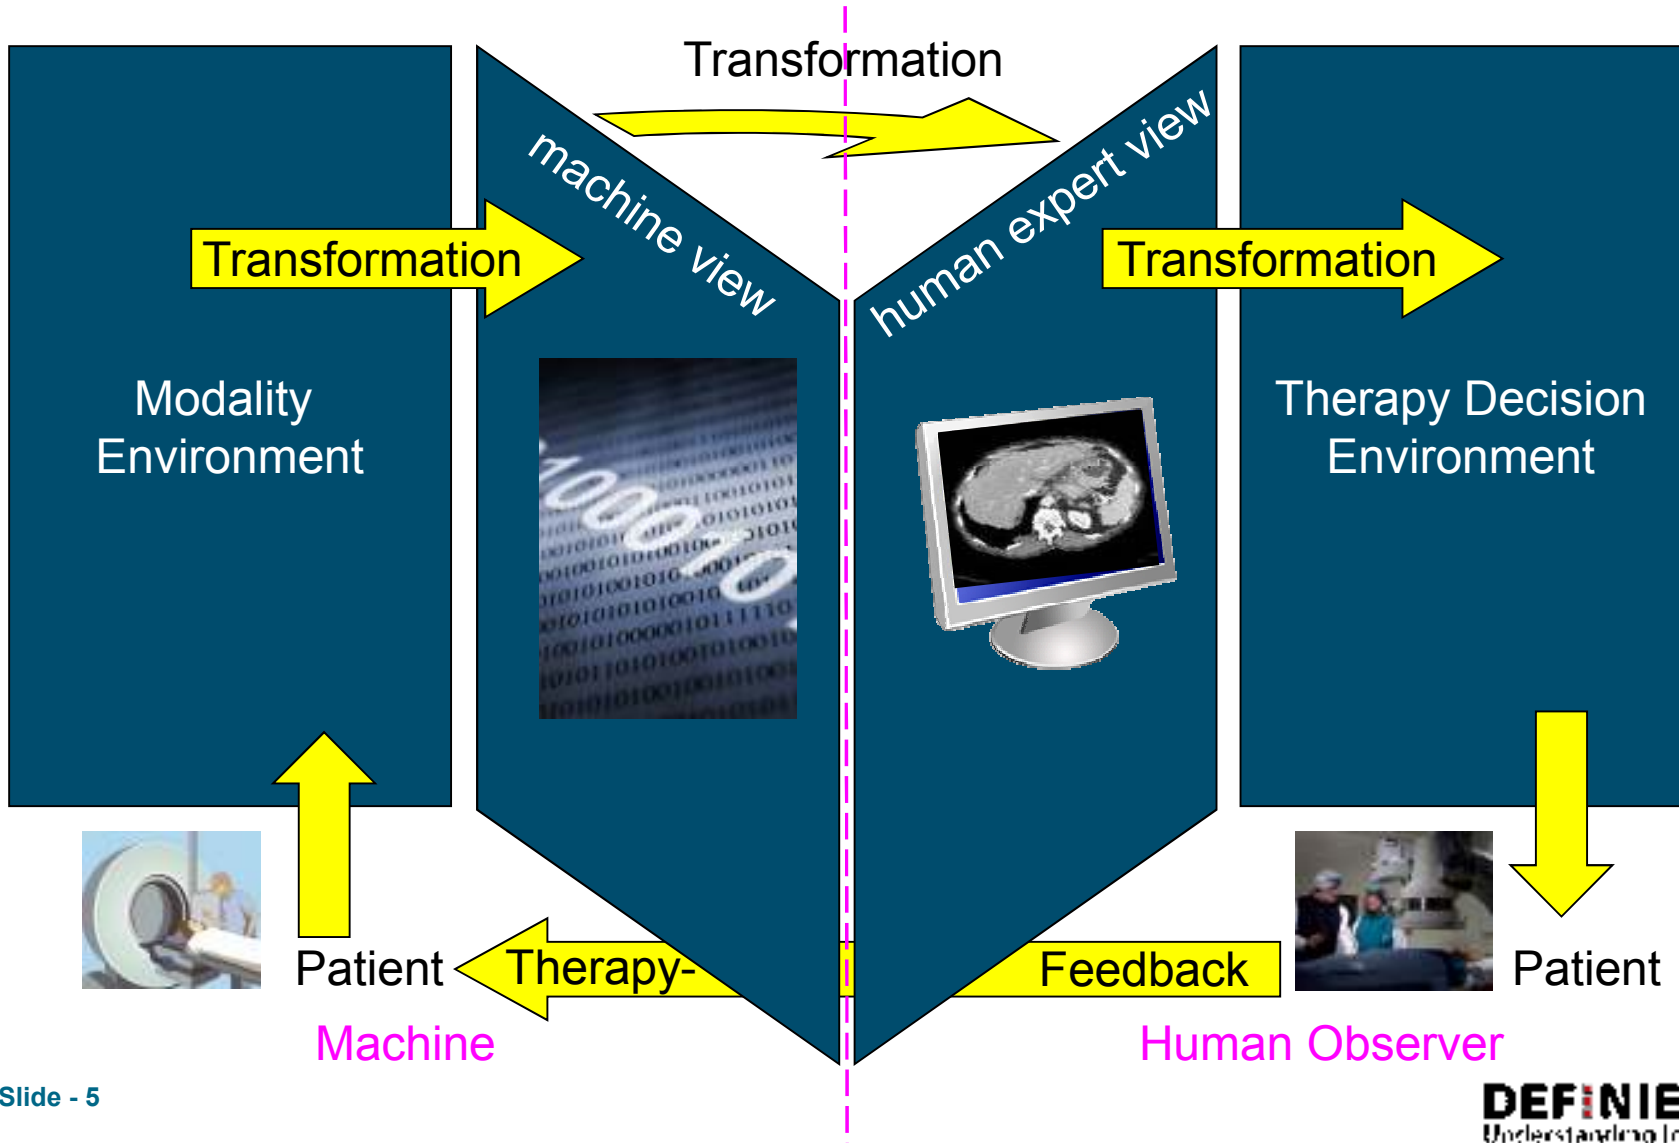 Transformation
machine view
human expert view
Transformation
Transformation
Modality
Environment
Therapy Decision
Environment
Patient
Therapy-
Feedback
Patient
Machine
Human Observer
Slide - 5
DEFINIE
Understanding